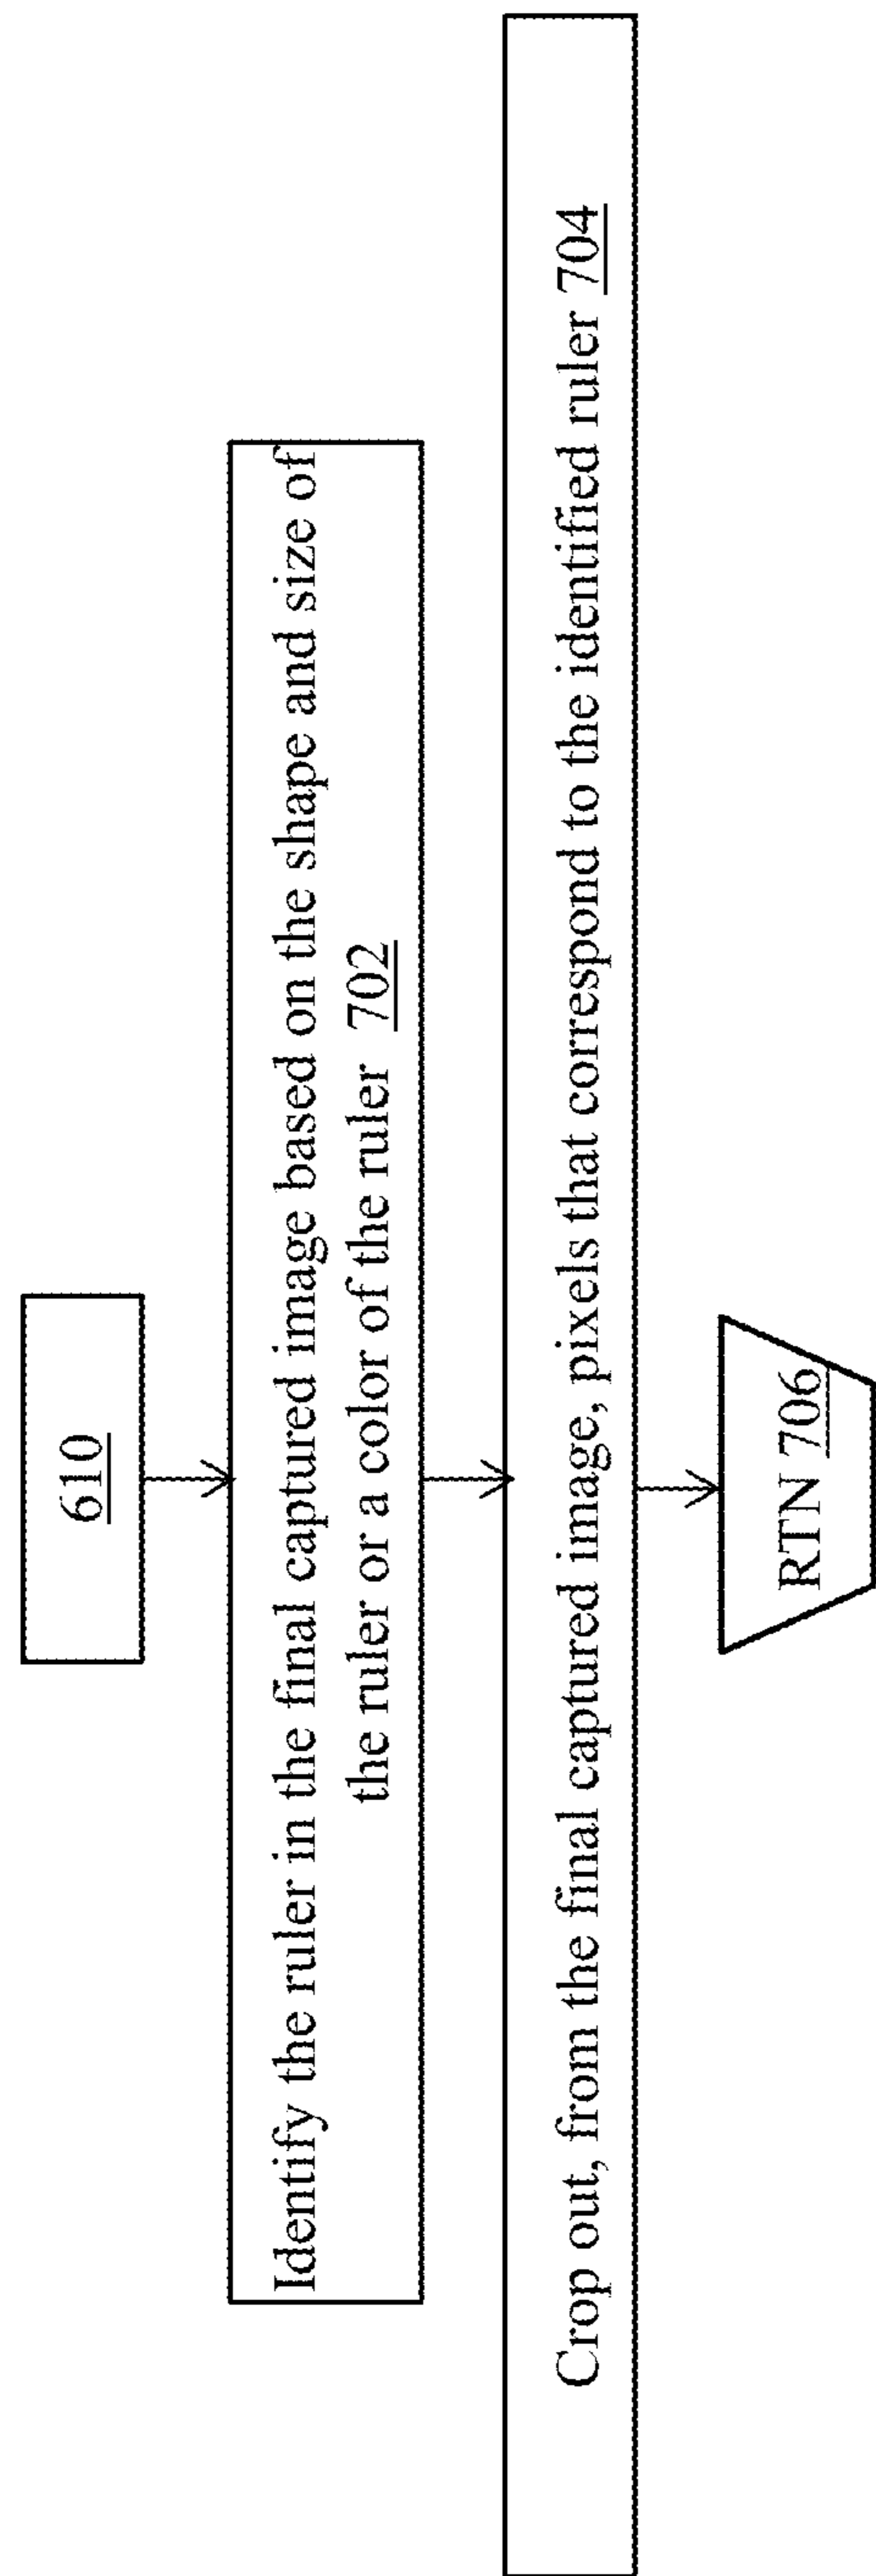 610
Identify the ruler in the final captured image based on the shape and size of
the ruler or a color of the ruler 702
Crop out, from the final captured image, pixels that correspond to the identified ruler 704
RTN 706